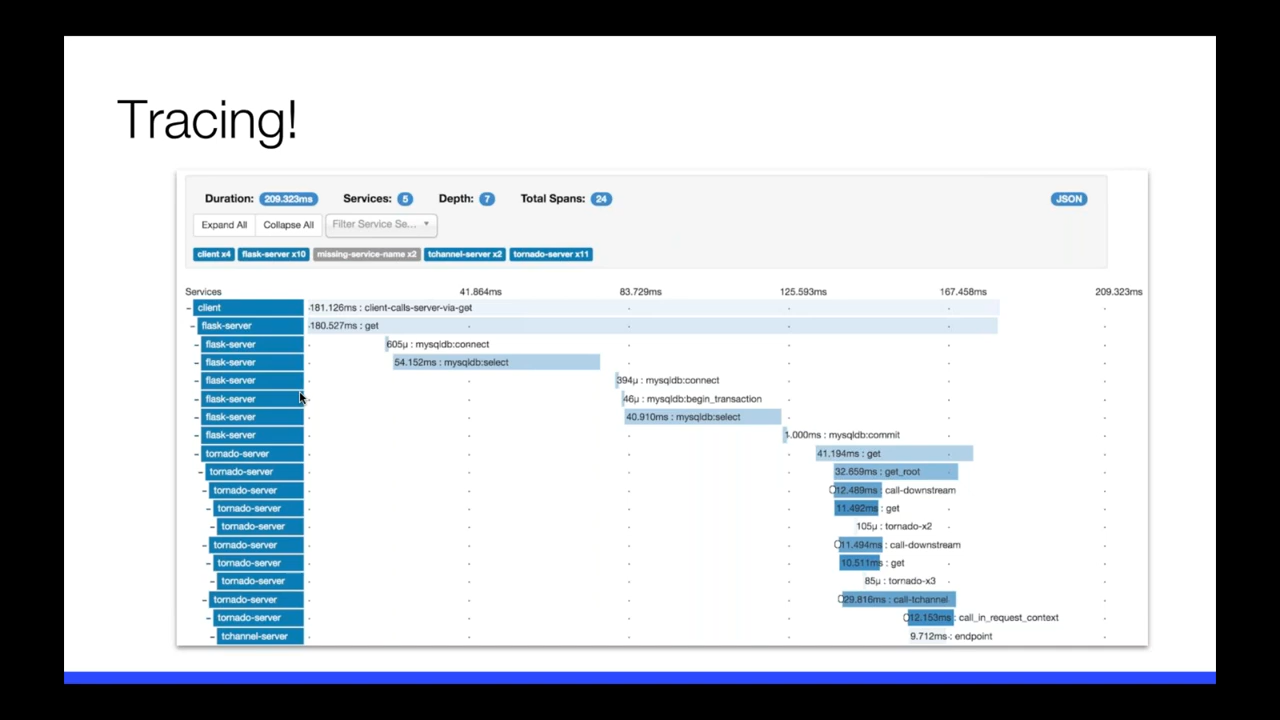 Tracing!
Duration: 209.323ms Services: 5 Depth: 7 Total Spans: 24 JSON
Expand All Collapse All Filter Service Se...
client x4 flask-server x10 missing-service-name x2 tchannel-server x2 tornado-server x11
Services 41.864ms 83.729ms 125.593ms 167.458ms 209.323ms
client 181.126ms : client-calls-server-via-get
flask-server 180.527ms : get
flask-server 605μ : mysqldb:connect
flask-server 54.152ms : mysqldb:select
flask-server 394μ : mysqldb:connect
flask-server 46μ : mysqldb:begin_transaction
flask-server 40.910ms : mysqldb:select
flask-server 1.000ms : mysqldb:commit
tornado-server 41.194ms : get
tornado-server 32.659ms : get_root
tornado-server 12.489ms : call-downstream
tornado-server 11.492ms : get
tornado-server 105μ : tornado-x2
tornado-server 11.494ms : call-downstream
tornado-server 10.511ms : get
tornado-server 85μ : tornado-x3
tornado-server 29.816ms : call-tchannel
tornado-server 12.153ms : call_in_request_context
tchannel-server 9.712ms : endpoint